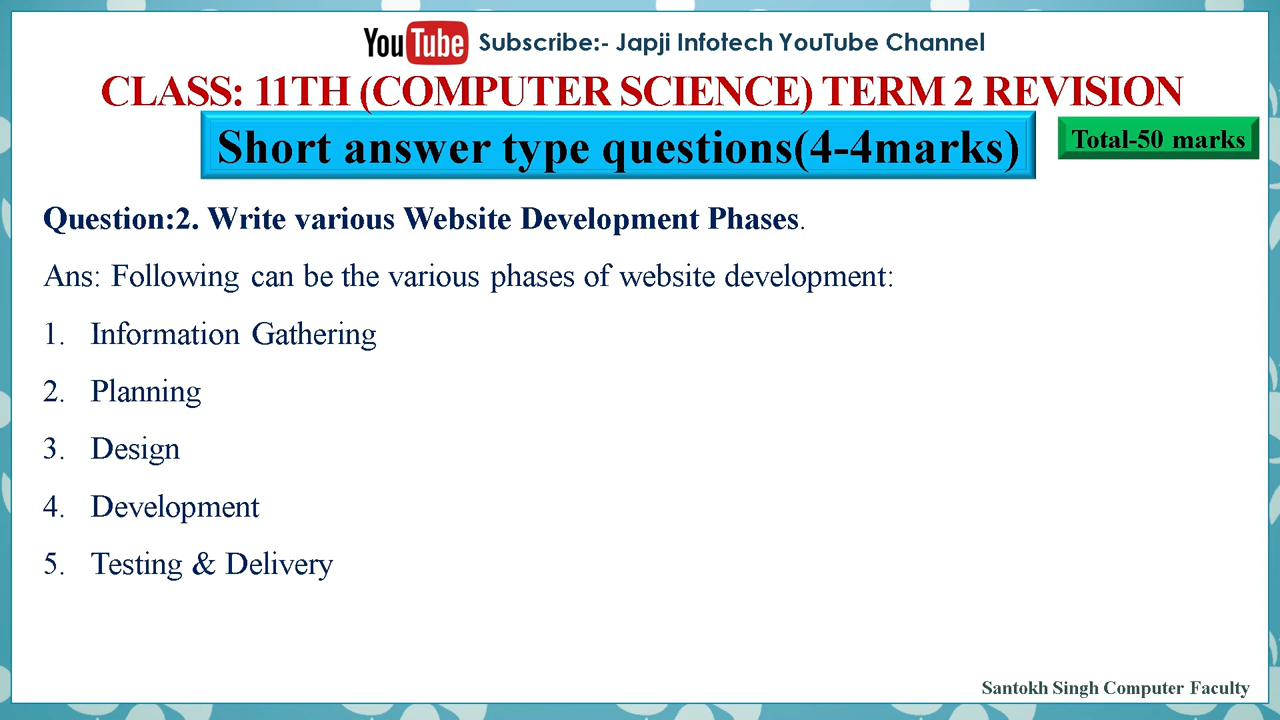 YouTube Subscribe:- Japji Infotech YouTube Channel
CLASS: 11TH (COMPUTER SCIENCE) TERM 2 REVISION
Short answer type questions(4-4marks)
Total-50 marks
Question:2. Write various Website Development Phases.
Ans: Following can be the various phases of website development:
1. Information Gathering
2. Planning
3. Design
4. Development
5. Testing & Delivery
Santokh Singh Computer Faculty